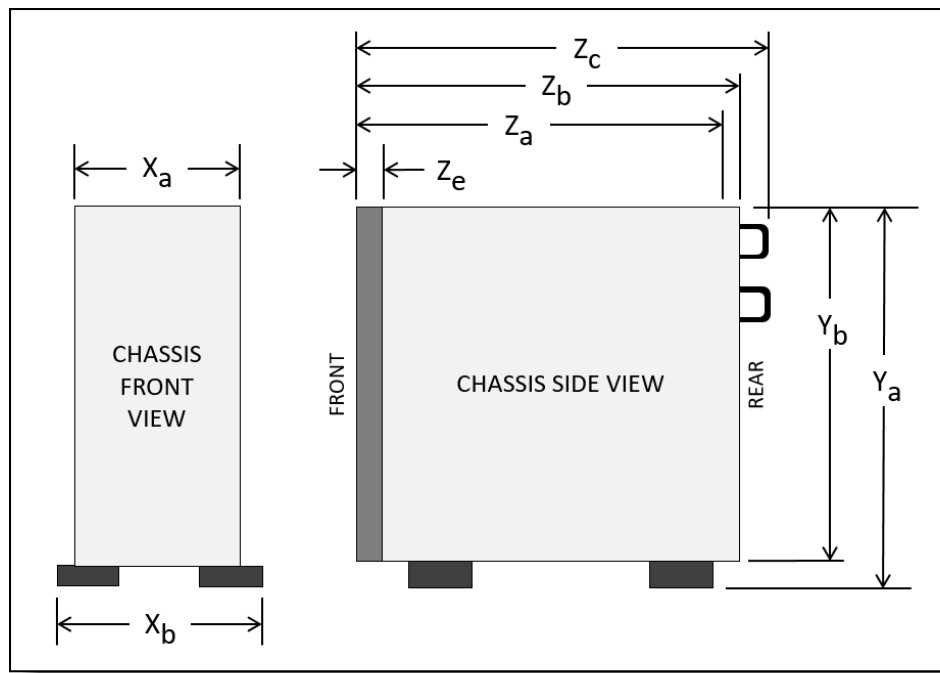 Zc
Zb
Za
Xa
Ze
CHASSIS
FRONT
VIEW
FRONT
CHASSIS SIDE VIEW
REAR
Yb
Ya
Xb